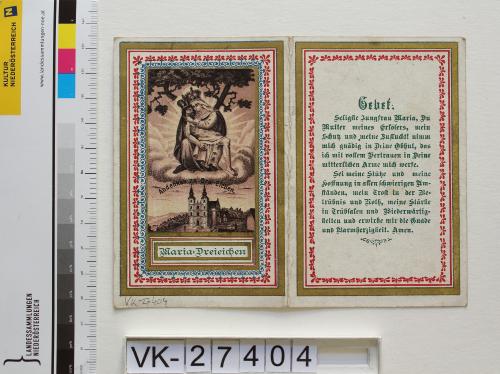 KULTUR
NIEDERÖSTERREICH
www.landessammlungen-noe.at
LANDESSAMMLUNGEN
NIEDERÖSTERREICH
Maria-Dreieichen
VK-27404
Gebet.
Seligste Jungfrau Maria, Du
Mutter meines Erlösers, mein
Schutz und meine Zuflucht! nimm
mich gnädig in Deine Obhut, das
ich mit vollem Vertrauen in Deine
mütterlichen Arme mich werfe.
Sei meine Stütze und meine
Hoffnung in allen schwierigen Um-
ständen, mein Trost in der Be-
trübnis und Noth, meine Stärke
in Trübsalen und Widerwärtig-
keiten und erwirke mir die Gnade
und Barmherzigkeit. Amen.
VK-27404